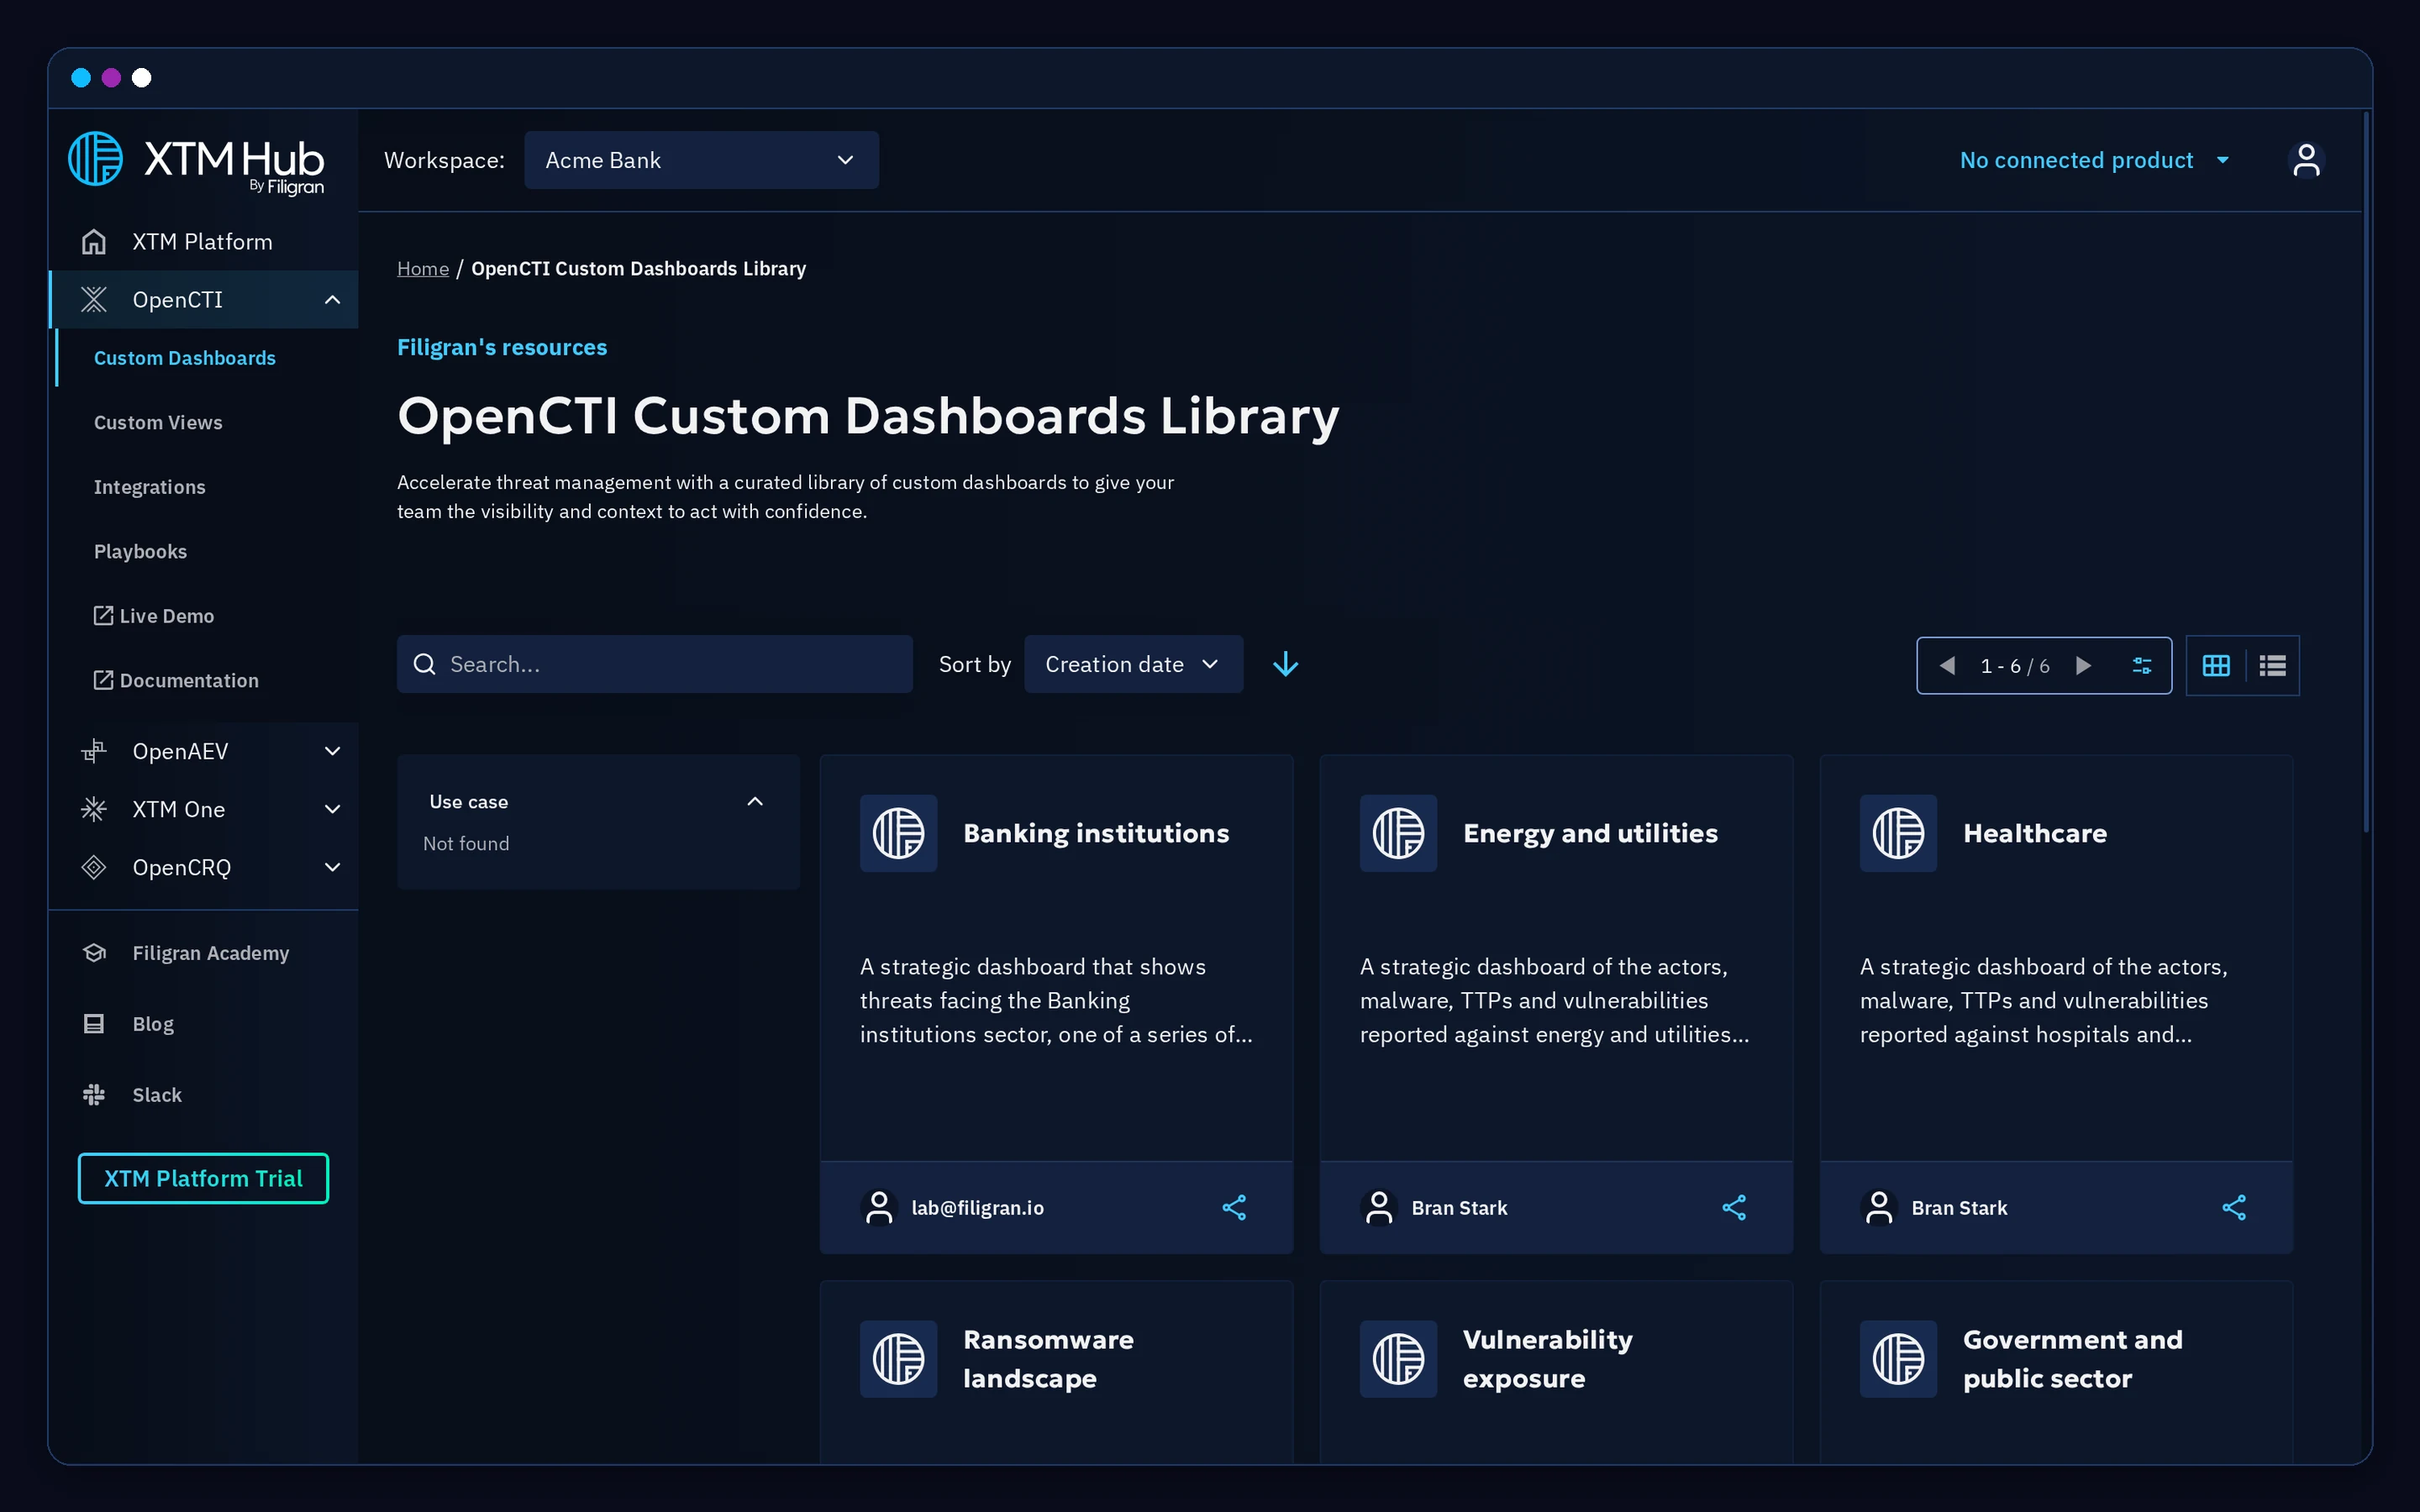 XTM Hub
By Filigran
Workspace:
Acme Bank
No connected product
XTM Platform
OpenCTI
Custom Dashboards
Custom Views
Integrations
Playbooks
Live Demo
Documentation
OpenAEV
XTM One
OpenCRQ
Filigran Academy
Blog
Slack
XTM Platform Trial
Home / OpenCTI Custom Dashboards Library
Filigran's resources
OpenCTI Custom Dashboards Library
Accelerate threat management with a curated library of custom dashboards to give your
team the visibility and context to act with confidence.
Search...
Sort by
Creation date
1 - 6 / 6
Use case
Not found
Banking institutions
A strategic dashboard that shows
threats facing the Banking
institutions sector, one of a series of...
lab@filigran.io
Energy and utilities
A strategic dashboard of the actors,
malware, TTPs and vulnerabilities
reported against energy and utilities...
Bran Stark
Healthcare
A strategic dashboard of the actors,
malware, TTPs and vulnerabilities
reported against hospitals and...
Bran Stark
Ransomware
landscape
Vulnerability
exposure
Government and
public sector